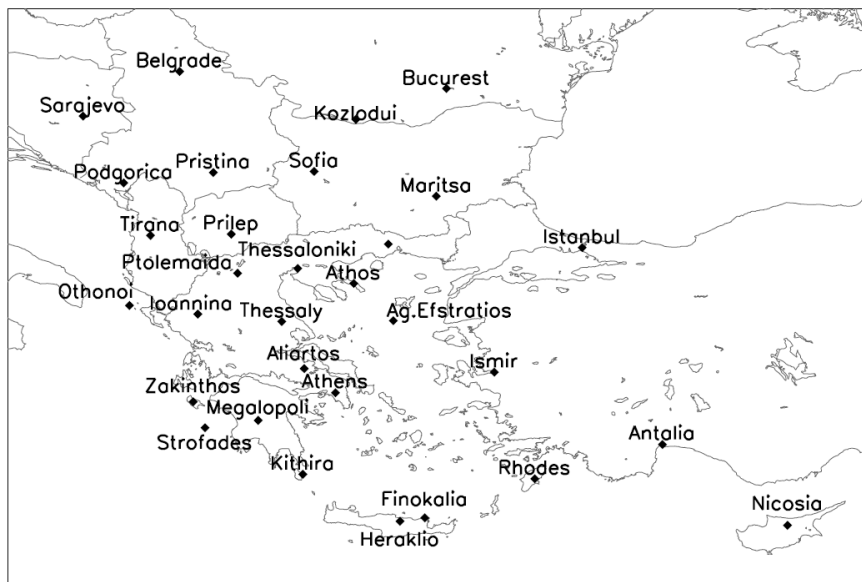 Belgrade
Bucurest
Sarajevo
Kozlodui
Pristina
Sofia
Podgorica
Maritsa
Tirana
Prilep
Istanbul
Thessaloniki
Ptolemaida
Athos
Othonoi
Ioannina
Thessaly
Ag.Efstratios
Aliartos
Ismir
Zakinthos
Athens
Megalopoli
Strofades
Antalia
Kithira
Rhodes
Finokalia
Nicosia
Heraklio